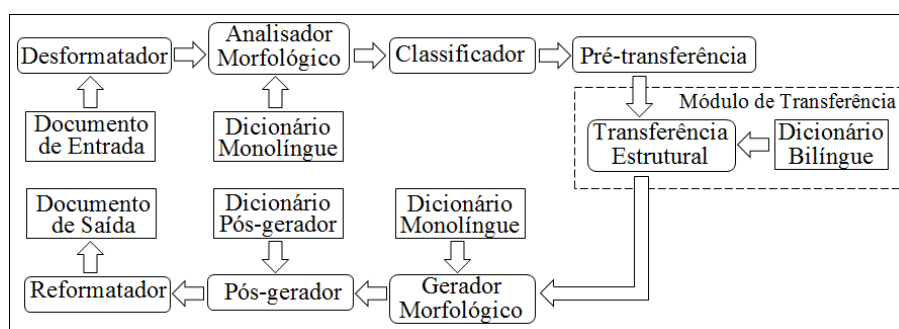 Desformatador
Analisador
Morfológico
Classificador
Pré-transferência
Documento
de Entrada
Dicionário
Monolíngue
Módulo de Transferência
Transferência
Estrutural
Dicionário
Bilíngue
Documento
de Saída
Dicionário
Pós-gerador
Dicionário
Monolíngue
Reformatador
Pós-gerador
Gerador
Morfológico